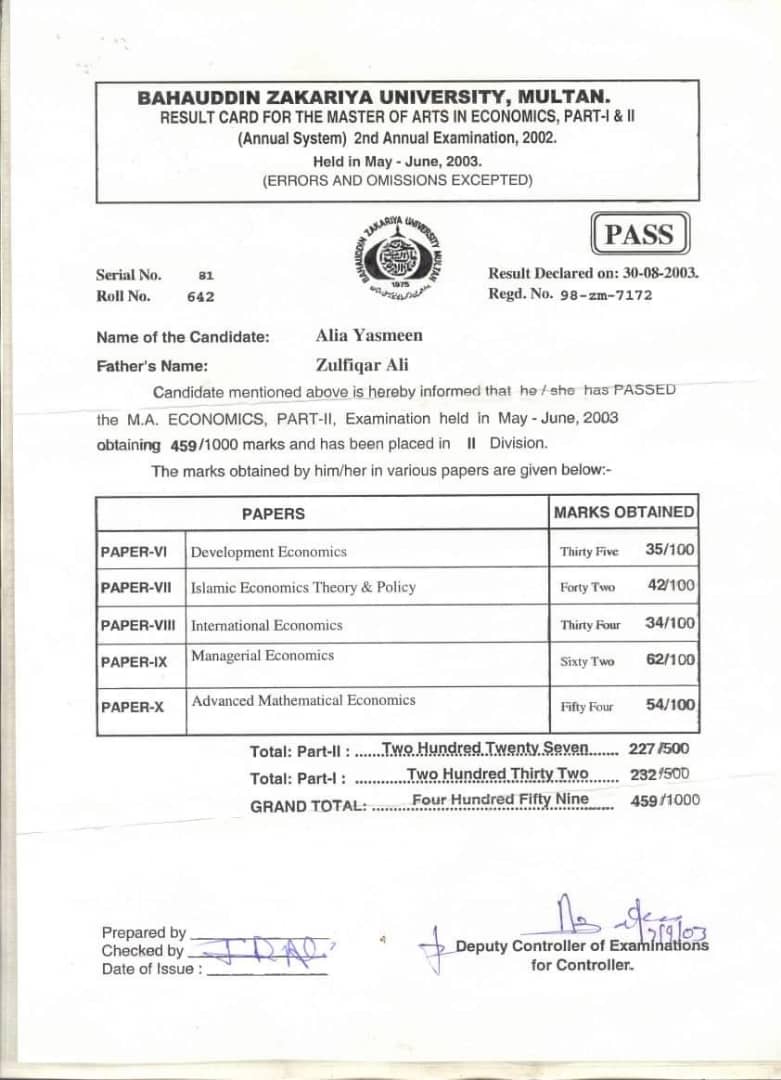 BAHAUDDIN ZAKARIYA UNIVERSITY, MULTAN.
RESULT CARD FOR THE MASTER OF ARTS IN ECONOMICS, PART-I & II
(Annual System) 2nd Annual Examination, 2002.
Held in May - June, 2003.
(ERRORS AND OMISSIONS EXCEPTED)
BAHAUDDIN ZAKARIYA UNIVERSITY MULTAN
1975
PASS
Serial No. 81
Result Declared on: 30-08-2003.
Roll No. 642
Regd. No. 98-zm-7172
Name of the Candidate: Alia Yasmeen
Father's Name: Zulfiqar Ali
Candidate mentioned above is hereby informed that he / she has PASSED
the M.A. ECONOMICS, PART-II, Examination held in May - June, 2003
obtaining 459/1000 marks and has been placed in II Division.
The marks obtained by him/her in various papers are given below:-
PAPERS MARKS OBTAINED
PAPER-VI Development Economics Thirty Five 35/100
PAPER-VII Islamic Economics Theory & Policy Forty Two 42/100
PAPER-VIII International Economics Thirty Four 34/100
PAPER-IX Managerial Economics Sixty Two 62/100
PAPER-X Advanced Mathematical Economics Fifty Four 54/100
Total: Part-II : ......Two Hundred Twenty Seven....... 227/500
Total: Part-I : ............Two Hundred Thirty Two....... 232/500
GRAND TOTAL: ..........Four Hundred Fifty Nine...... 459/1000
Prepared by
Checked by
Date of Issue :
Deputy Controller of Examinations
for Controller.